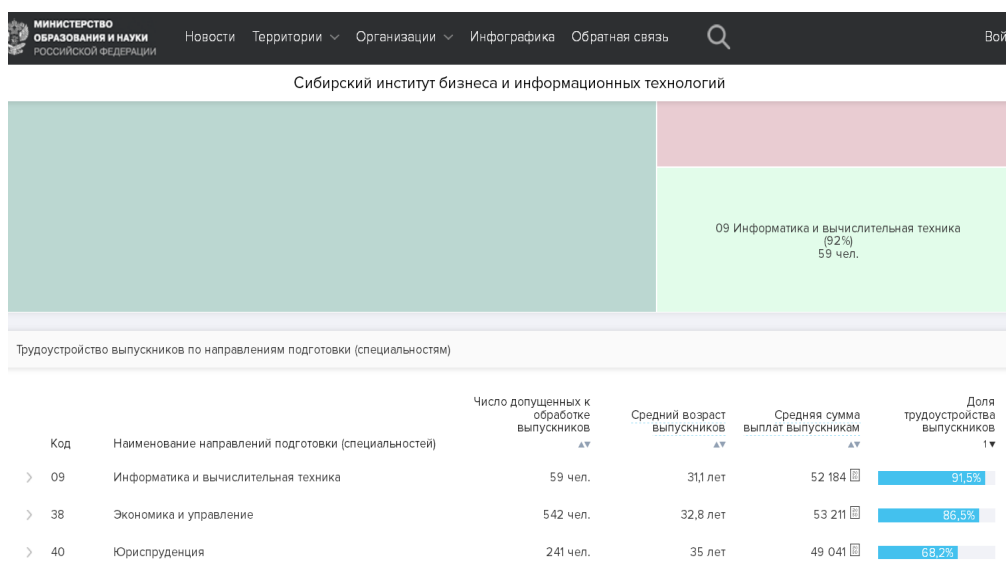 МИНИСТЕРСТВО
ОБРАЗОВАНИЯ И НАУКИ
РОССИЙСКОЙ ФЕДЕРАЦИИ
Новости Территории Организации Инфографика Обратная связь Вой
Сибирский институт бизнеса и информационных технологий
09 Информатика и вычислительная техника
(92%)
59 чел.
Трудоустройство выпускников по направлениям подготовки (специальностям)
Код
Наименование направлений подготовки (специальностей)
Число допущенных к
обработке
выпускников
Средний возраст
выпускников
Средняя сумма
выплат выпускникам
Доля
трудоустройства
выпускников
1
09 Информатика и вычислительная техника 59 чел. 31,1 лет 52 184 91,5%
38 Экономика и управление 542 чел. 32,8 лет 53 211 86,5%
40 Юриспруденция 241 чел. 35 лет 49 041 68,2%